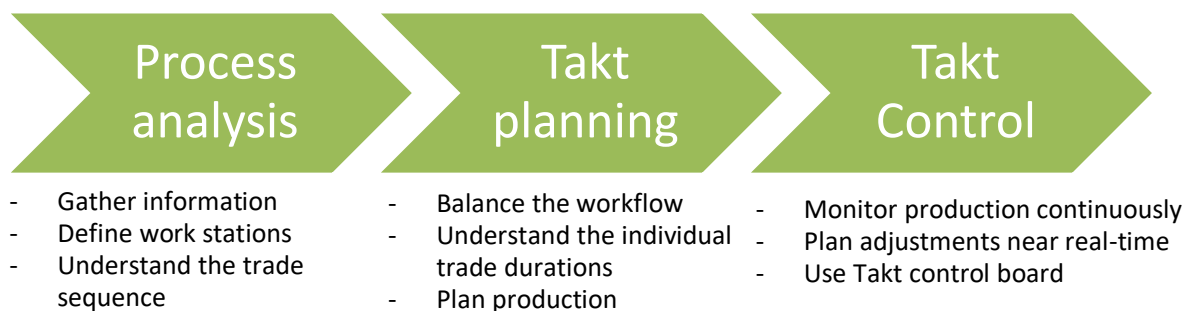 Process
analysis
- Gather information
- Define work stations
- Understand the trade
sequence
Takt
planning
- Balance the workflow
- Understand the individual
trade durations
- Plan production
Takt
Control
- Monitor production continuously
- Plan adjustments near real-time
- Use Takt control board